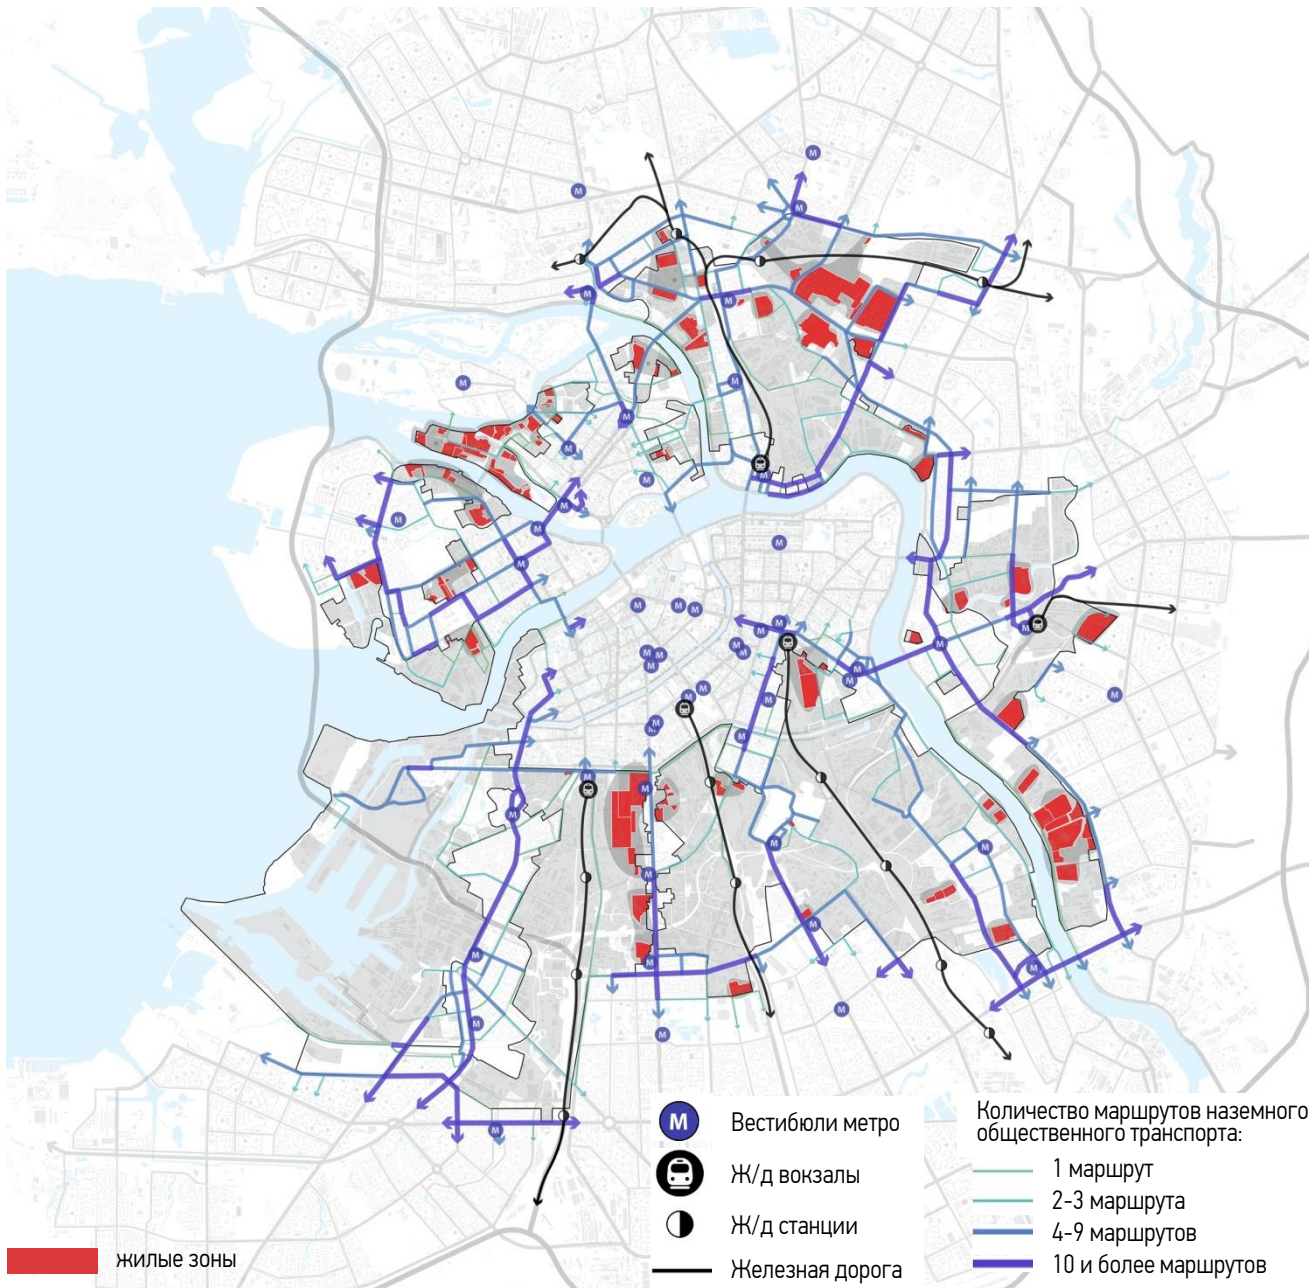 М
Вестибюли метро
Ж/д вокзалы
Ж/д станции
Железная дорога
Количество маршрутов наземного
общественного транспорта:
1 маршрут
2-3 маршрута
4-9 маршрутов
10 и более маршрутов
жилые зоны